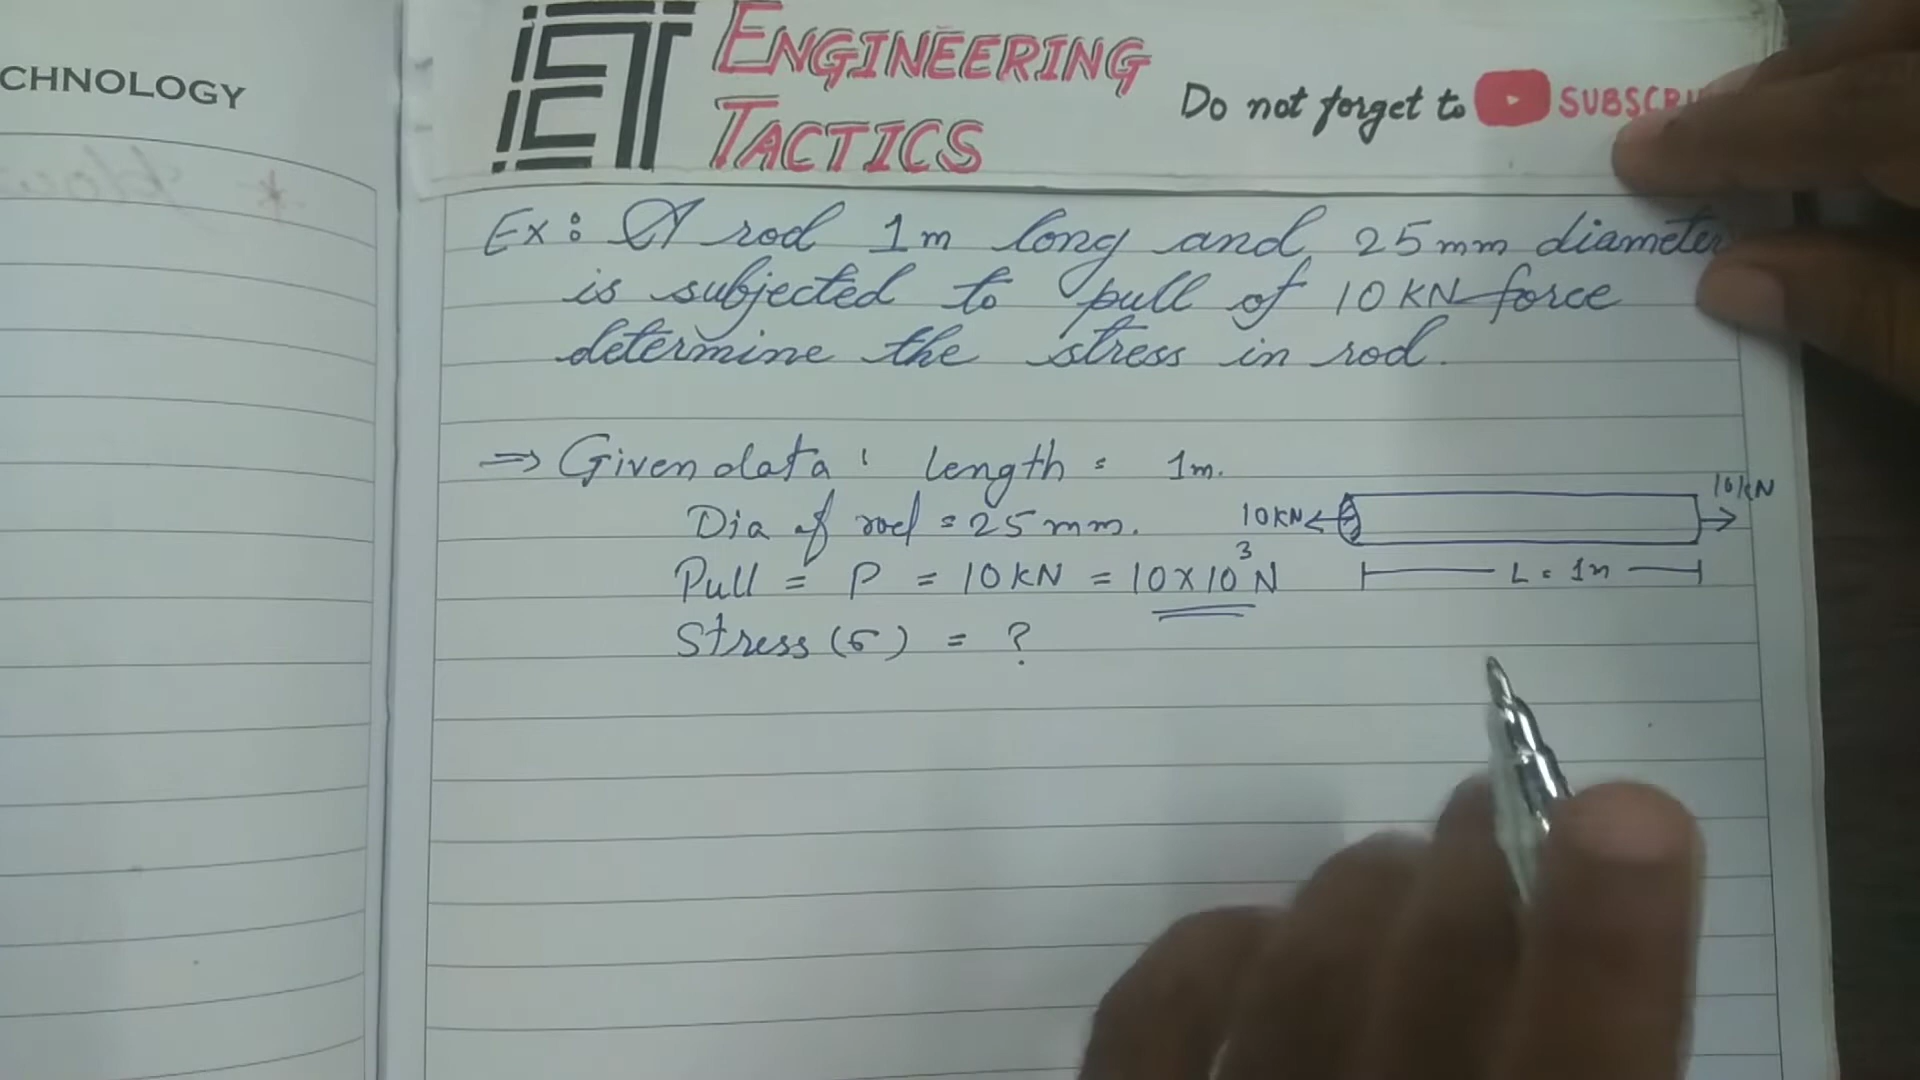 CHNOLOGY
ET ENGINEERING
TACTICS
Do not forget to SUBSCRI
Ex: A rod 1m long and 25mm diameter
is subjected to pull of 10KN force
determine the stress in rod.
⇒ Given data: length = 1m.
Dia of rod = 25mm.
Pull = P = 10KN = 10×10³N
Stress (σ) = ?
10KN
10KN
L = 1m